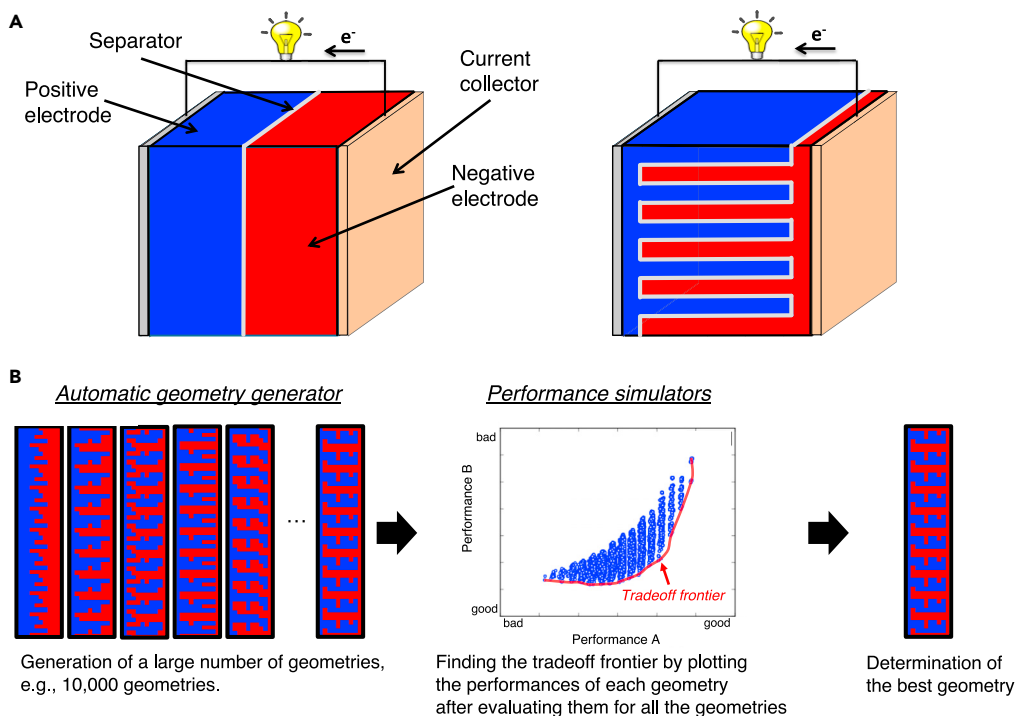 A
e-
e-
Separator
Positive
electrode
Current
collector
Negative
electrode
B
Automatic geometry generator
Performance simulators
bad
Performance B
good
bad
good
Performance A
Tradeoff frontier
...
Generation of a large number of geometries,
e.g., 10,000 geometries.
Finding the tradeoff frontier by plotting
the performances of each geometry
after evaluating them for all the geometries
Determination of
the best geometry